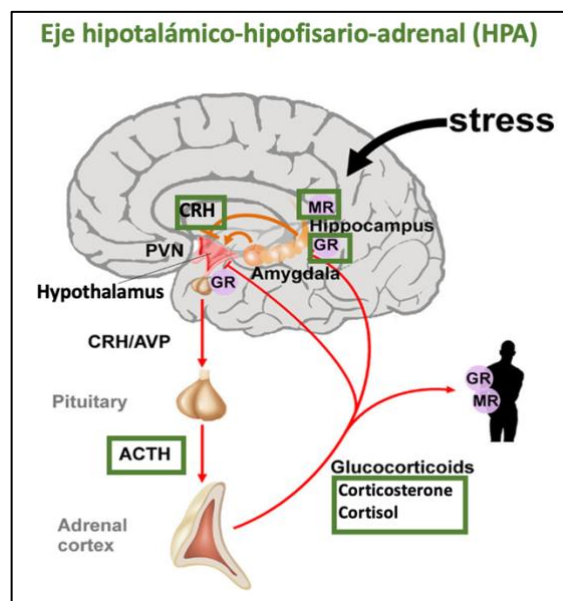 Eje hipotalámico-hipofisario-adrenal (HPA)
stress
CRH
MR
Hippocampus
PVN
GR
Amygdala
Hypothalamus
GR
CRH/AVP
Pituitary
GR
MR
ACTH
Glucocorticoids
Corticosterone
Cortisol
Adrenal
cortex